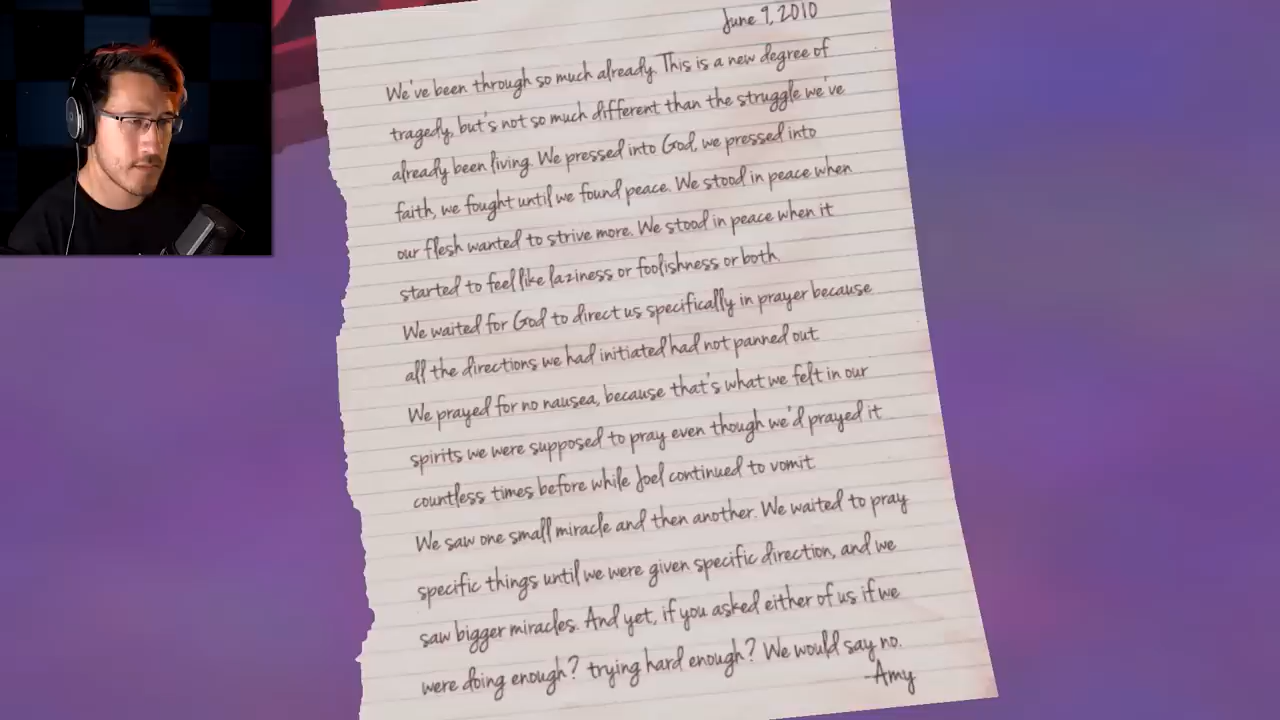 June 9, 2010
We've been through so much already. This is a new degree of
tragedy, but's not so much different than the struggle we've
already been living. We pressed into God, we pressed into
faith, we fought until we found peace. We stood in peace when
our flesh wanted to strive more. We stood in peace when it
started to feel like laziness or foolishness or both.
We waited for God to direct us specifically in prayer because
all the directions we had initiated had not panned out.
We prayed for no nausea, because that's what we felt in our
spirits we were supposed to pray even though we'd prayed it
countless times before while Joel continued to vomit.
We saw one small miracle and then another. We waited to pray
specific things until we were given specific direction, and we
saw bigger miracles. And yet, if you asked either of us if we
were doing enough? trying hard enough? We would say no.
-Amy